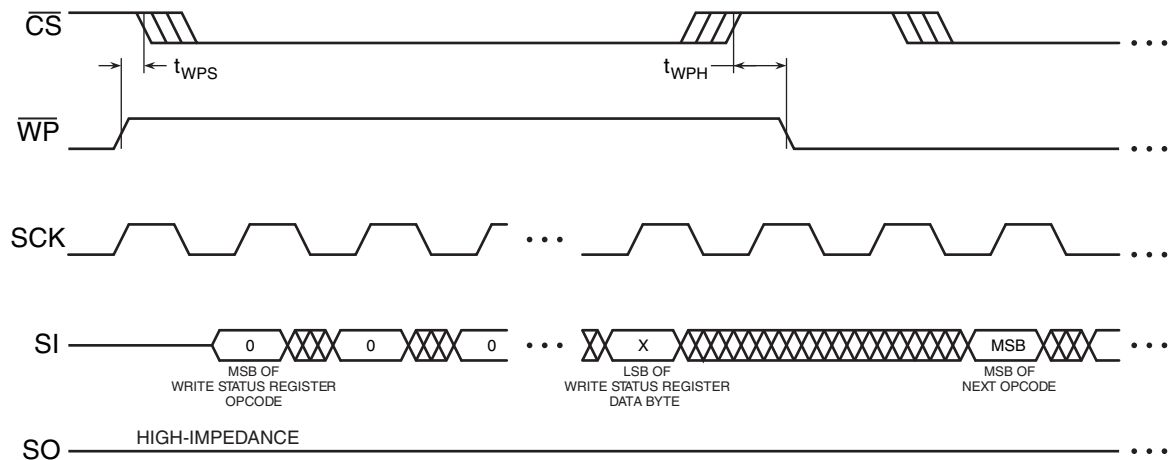 CS
tWPS
tWPH
WP
SCK
SI
0
0
0
X
MSB
MSB OF
WRITE STATUS REGISTER
OPCODE
LSB OF
WRITE STATUS REGISTER
DATA BYTE
MSB OF
NEXT OPCODE
HIGH-IMPEDANCE
SO